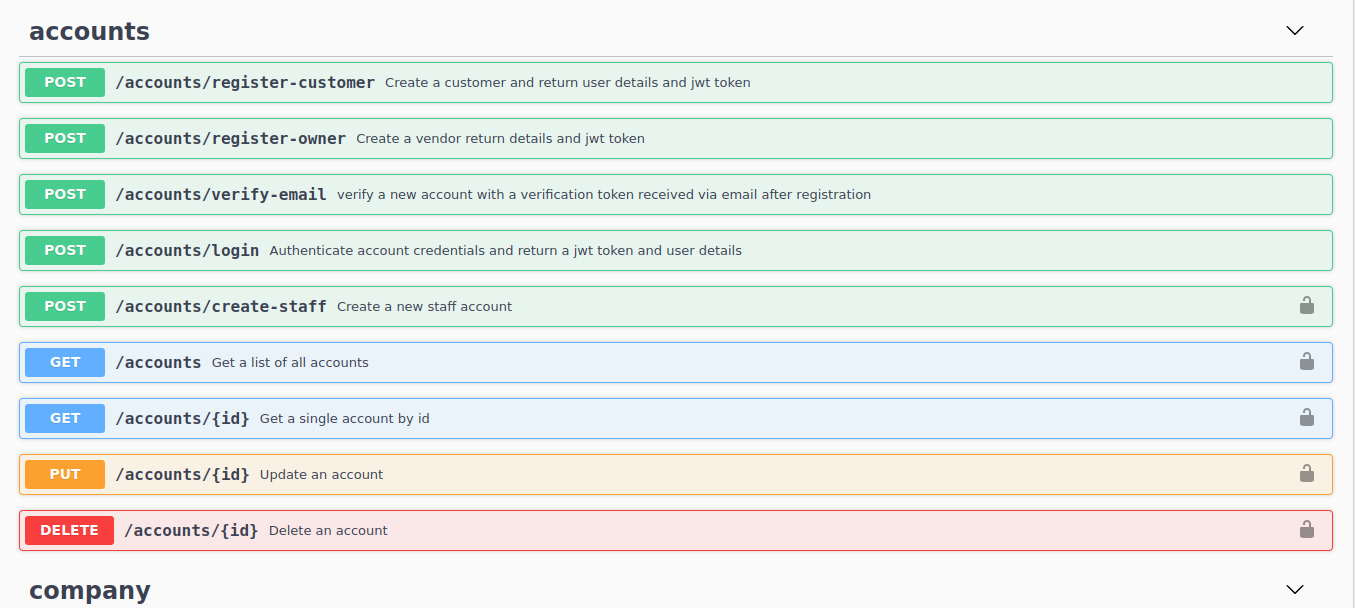 accounts
POST /accounts/register-customer Create a customer and return user details and jwt token
POST /accounts/register-owner Create a vendor return details and jwt token
POST /accounts/verify-email verify a new account with a verification token received via email after registration
POST /accounts/login Authenticate account credentials and return a jwt token and user details
POST /accounts/create-staff Create a new staff account
GET /accounts Get a list of all accounts
GET /accounts/{id} Get a single account by id
PUT /accounts/{id} Update an account
DELETE /accounts/{id} Delete an account
company